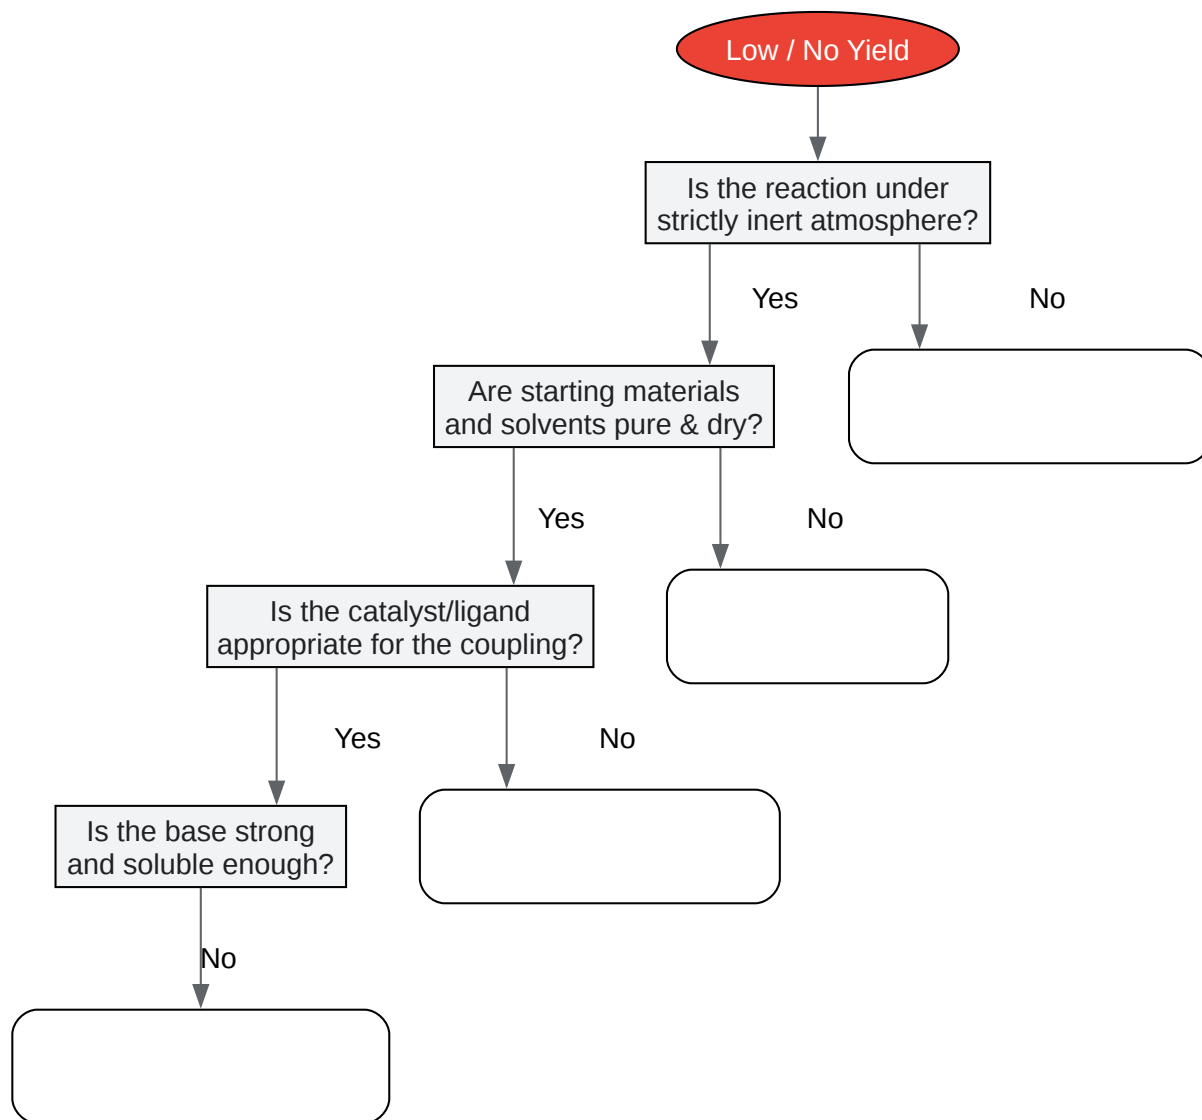 Low / No Yield
Is the reaction under
strictly inert atmosphere?
Yes
No
Are starting materials
and solvents pure & dry?
Yes
No
Is the catalyst/ligand
appropriate for the coupling?
Yes
No
Is the base strong
and soluble enough?
No